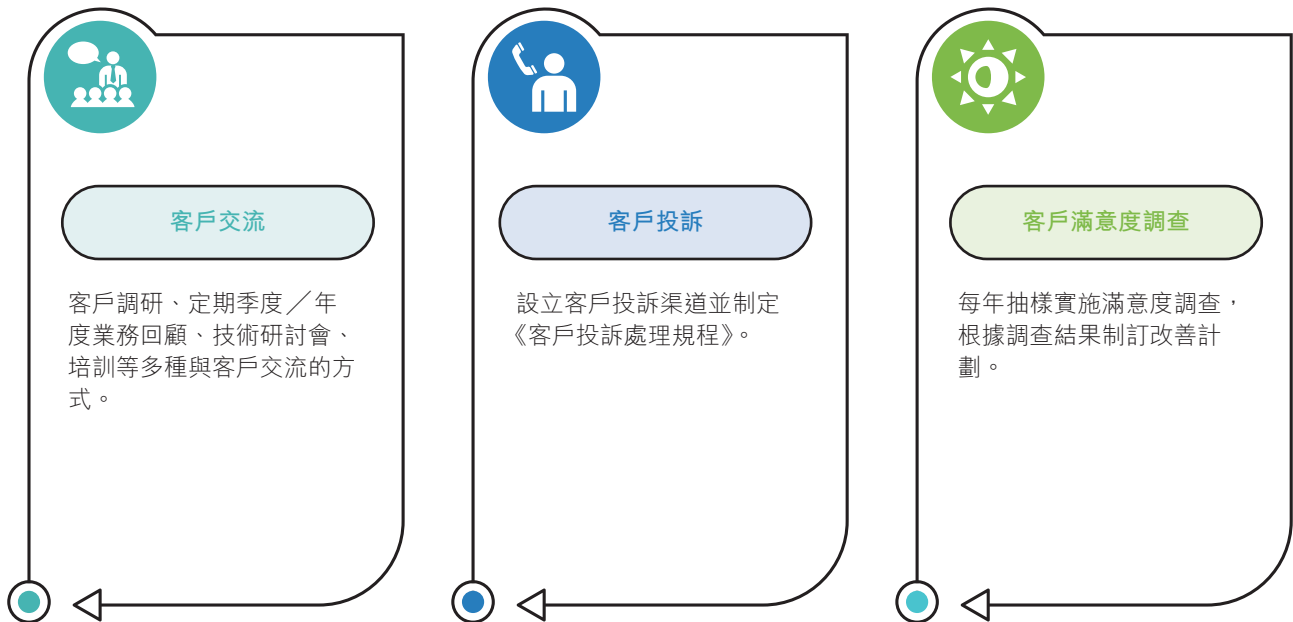 客戶交流
客戶調研、定期季度／年
度業務回顧、技術研討會、
培訓等多種與客戶交流的方
式。
客戶投訴
設立客戶投訴渠道並制定
《客戶投訴處理規程》。
客戶滿意度調查
每年抽樣實施滿意度調查，
根據調查結果制訂改善計
劃。